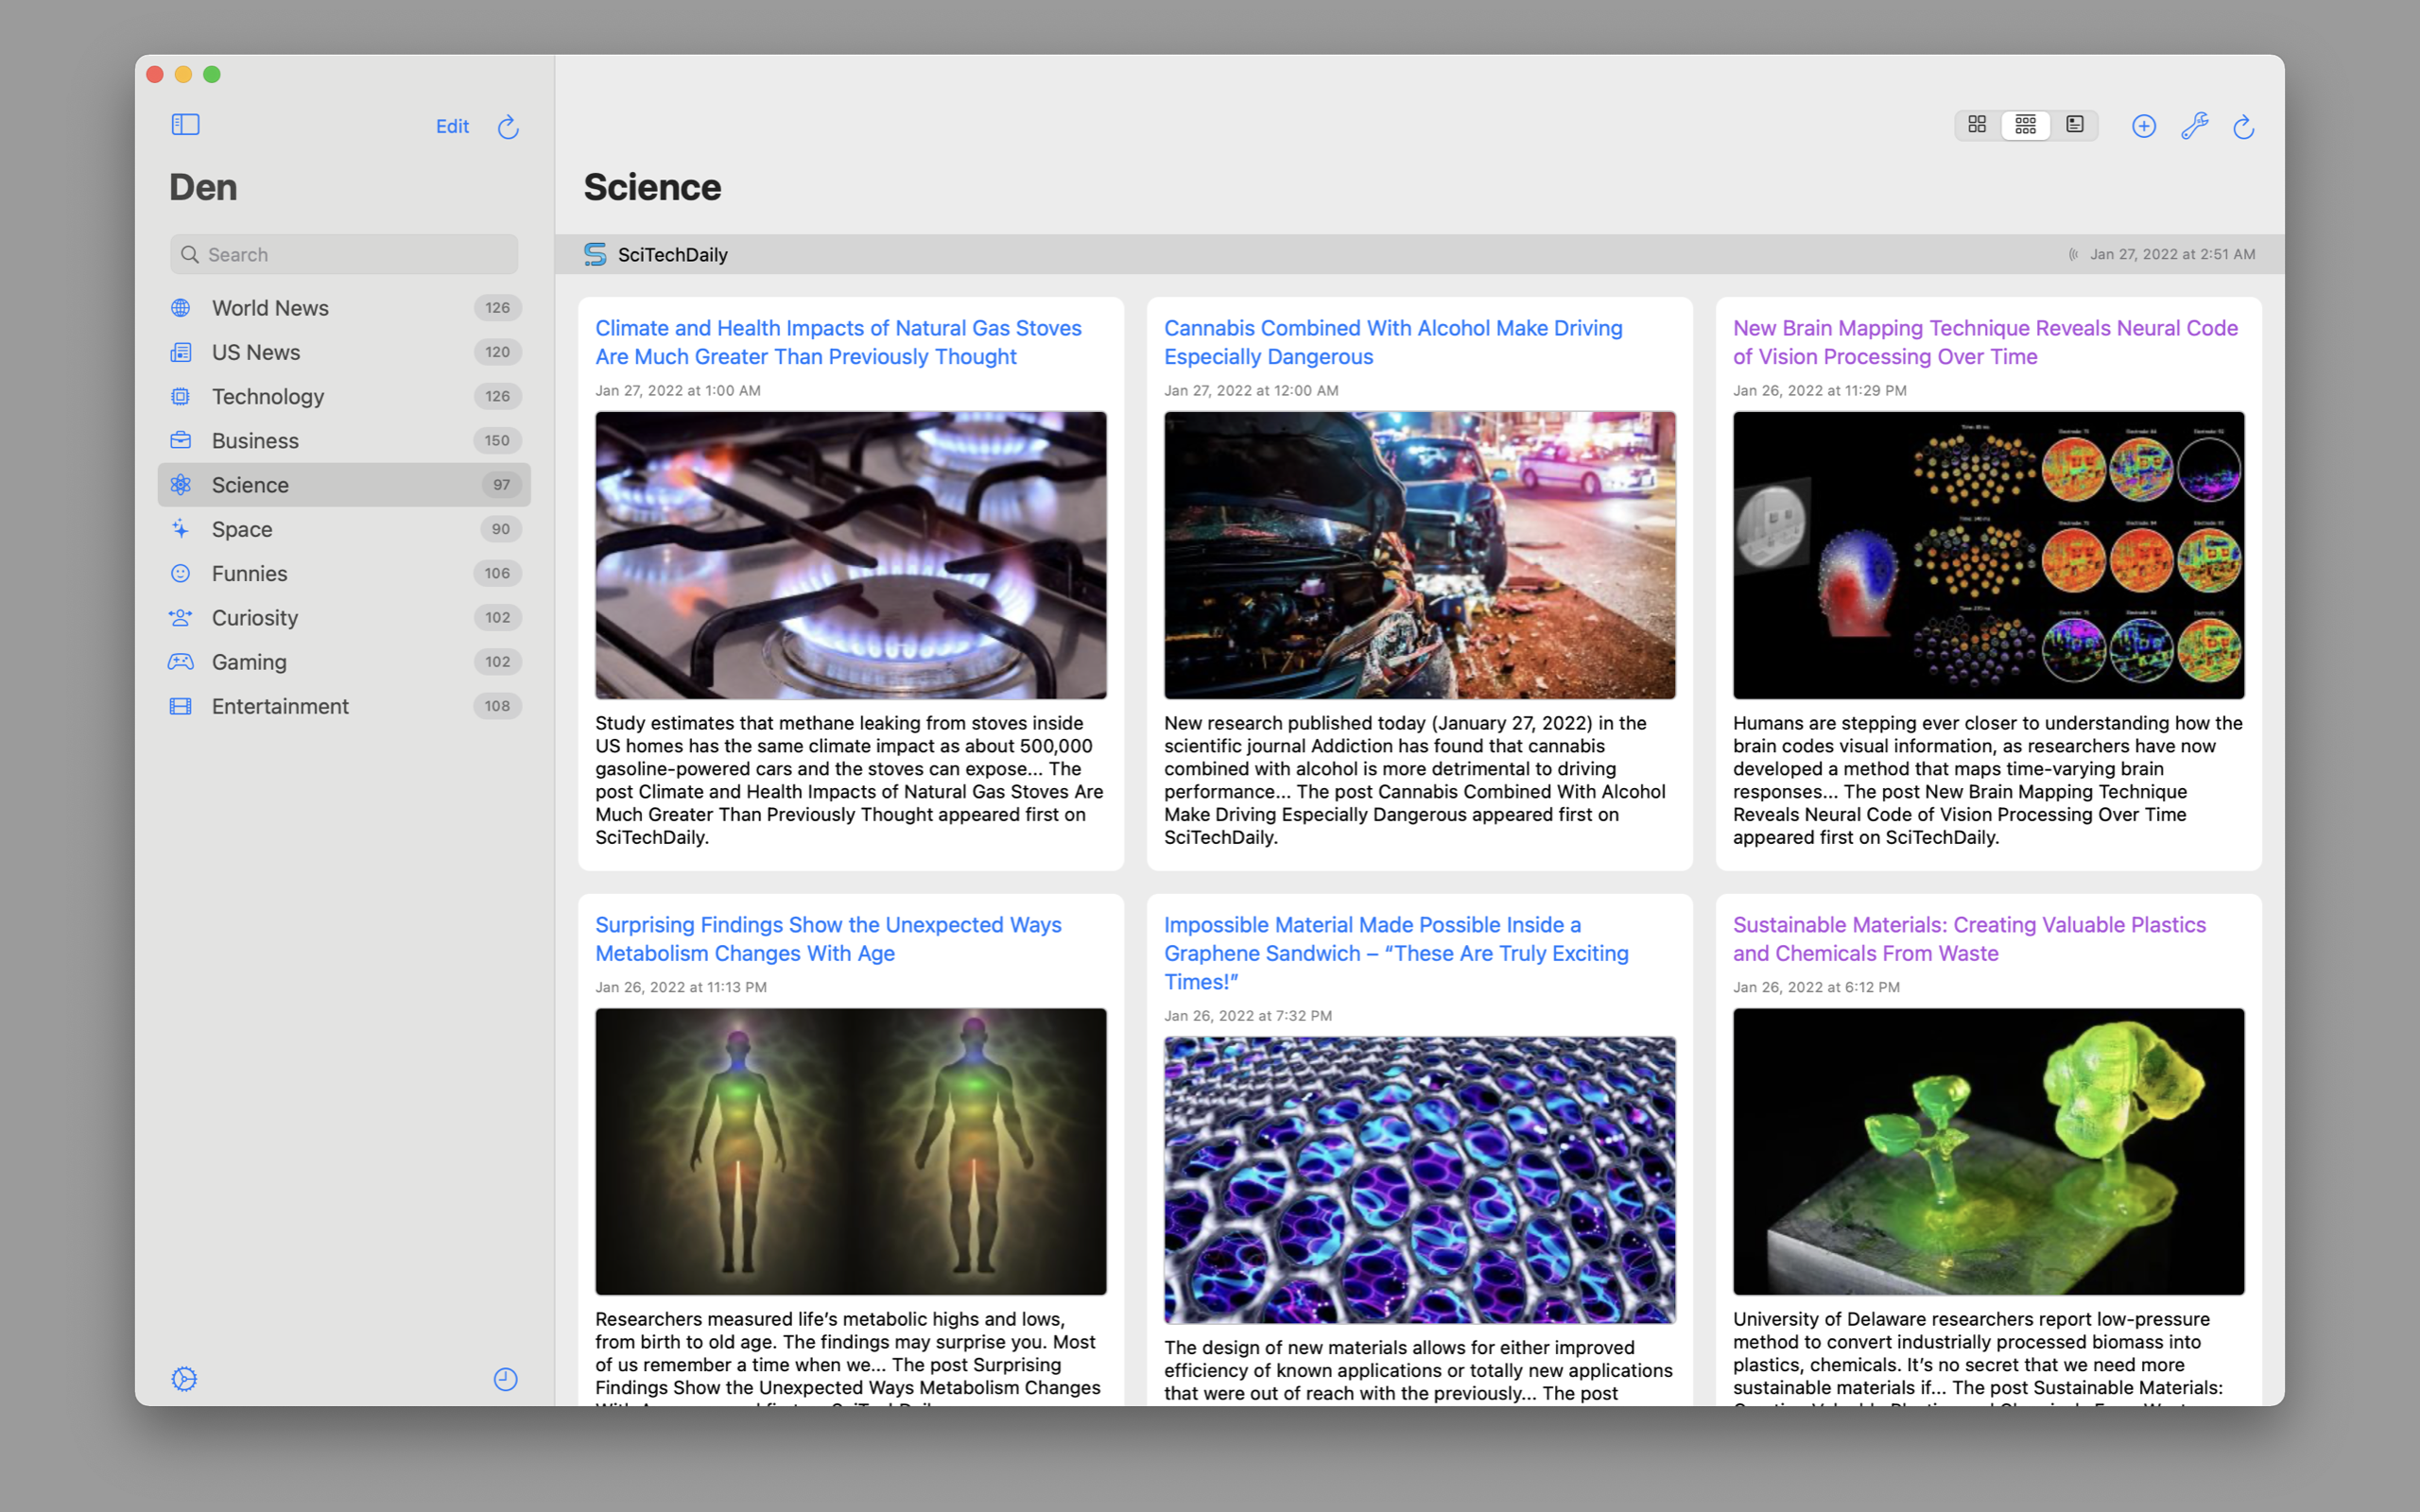 Edit
Den
Search
World News 126
US News 120
Technology 126
Business 150
Science 97
Space 90
Funnies 106
Curiosity 102
Gaming 102
Entertainment 108
Science
SciTechDaily
Jan 27, 2022 at 2:51 AM
Climate and Health Impacts of Natural Gas Stoves
Are Much Greater Than Previously Thought
Jan 27, 2022 at 1:00 AM
Study estimates that methane leaking from stoves inside
US homes has the same climate impact as about 500,000
gasoline-powered cars and the stoves can expose... The
post Climate and Health Impacts of Natural Gas Stoves Are
Much Greater Than Previously Thought appeared first on
SciTechDaily.
Cannabis Combined With Alcohol Make Driving
Especially Dangerous
Jan 27, 2022 at 12:00 AM
New research published today (January 27, 2022) in the
scientific journal Addiction has found that cannabis
combined with alcohol is more detrimental to driving
performance... The post Cannabis Combined With Alcohol
Make Driving Especially Dangerous appeared first on
SciTechDaily.
New Brain Mapping Technique Reveals Neural Code
of Vision Processing Over Time
Jan 26, 2022 at 11:29 PM
Humans are stepping ever closer to understanding how the
brain codes visual information, as researchers have now
developed a method that maps time-varying brain
responses... The post New Brain Mapping Technique
Reveals Neural Code of Vision Processing Over Time
appeared first on SciTechDaily.
Surprising Findings Show the Unexpected Ways
Metabolism Changes With Age
Jan 26, 2022 at 11:13 PM
Researchers measured life’s metabolic highs and lows,
from birth to old age. The findings may surprise you. Most
of us remember a time when we... The post Surprising
Findings Show the Unexpected Ways Metabolism Changes
Impossible Material Made Possible Inside a
Graphene Sandwich – “These Are Truly Exciting
Times!”
Jan 26, 2022 at 7:32 PM
The design of new materials allows for either improved
efficiency of known applications or totally new applications
that were out of reach with the previously... The post
Sustainable Materials: Creating Valuable Plastics
and Chemicals From Waste
Jan 26, 2022 at 6:12 PM
University of Delaware researchers report low-pressure
method to convert industrially processed biomass into
plastics, chemicals. It’s no secret that we need more
sustainable materials if... The post Sustainable Materials: